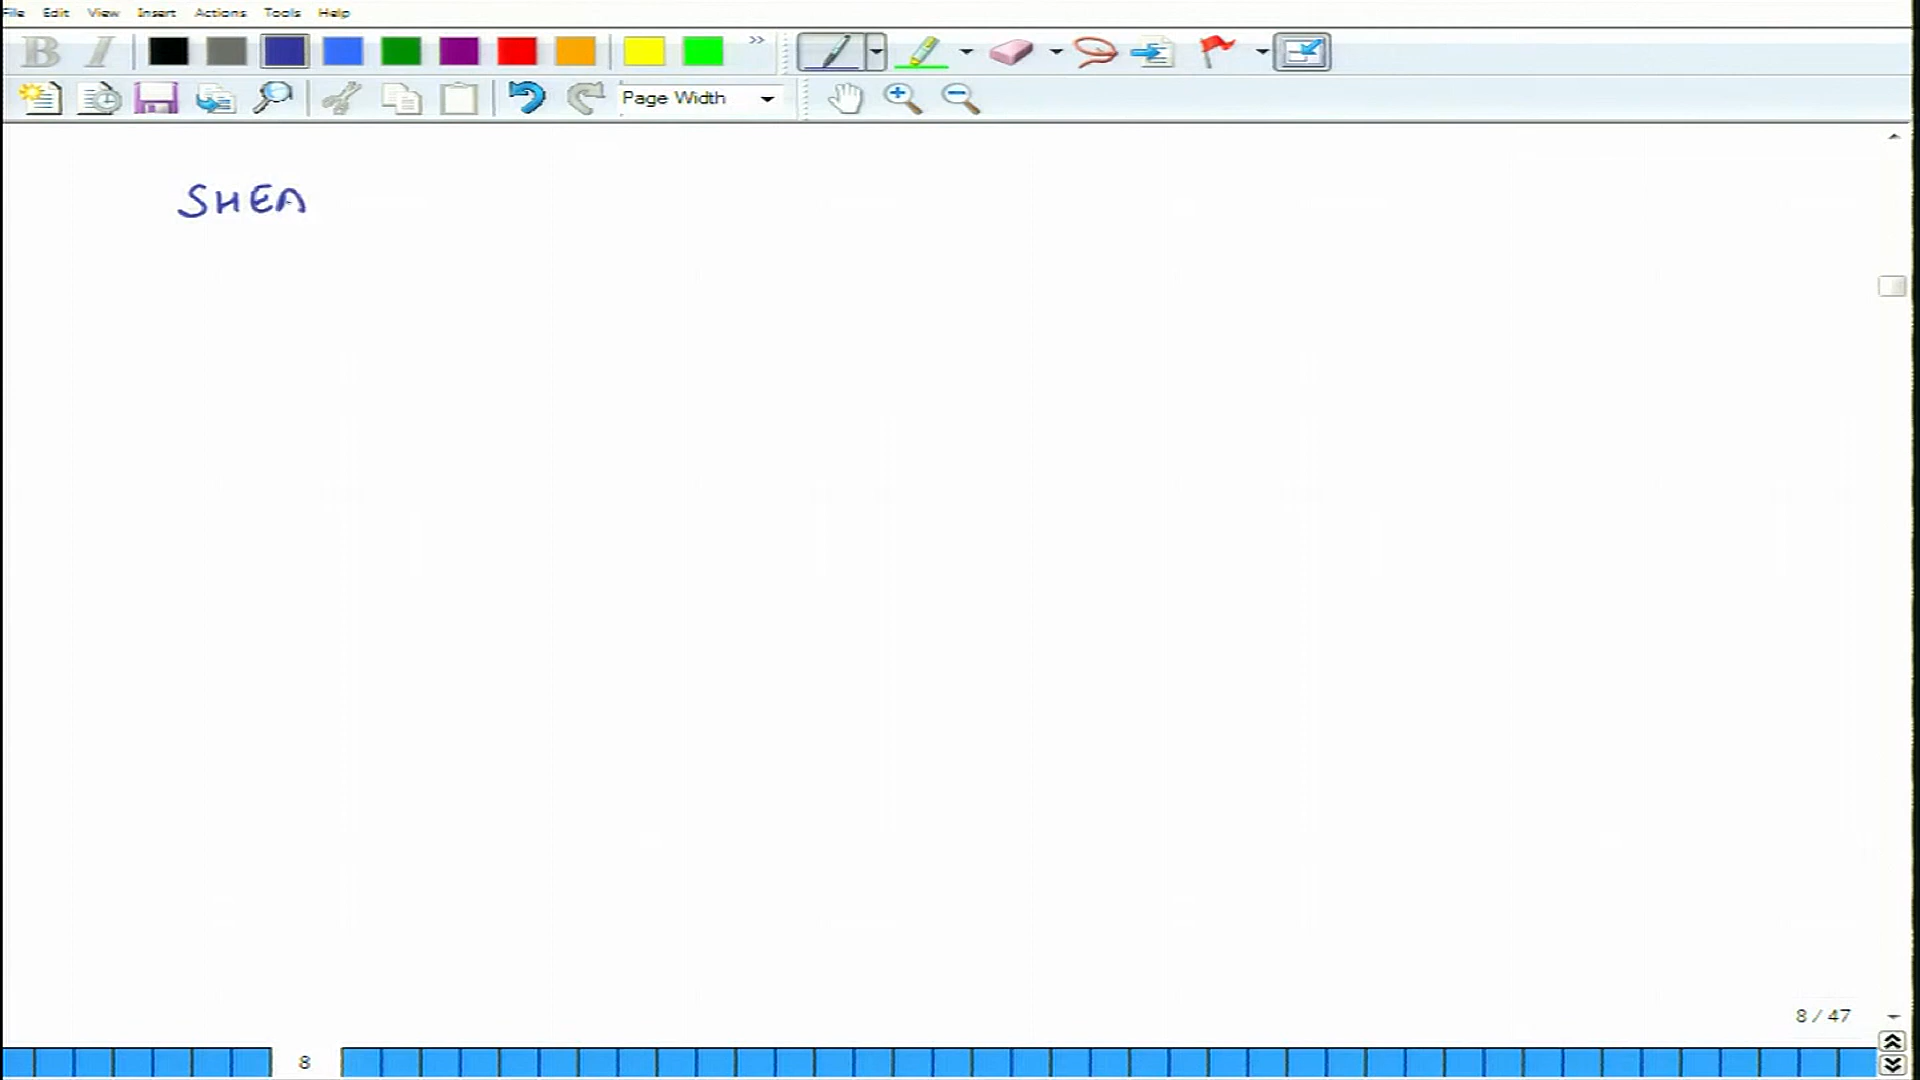 File Edit View Insert Actions Tools Help
B I
Page Width
SHEA
8 / 47
8